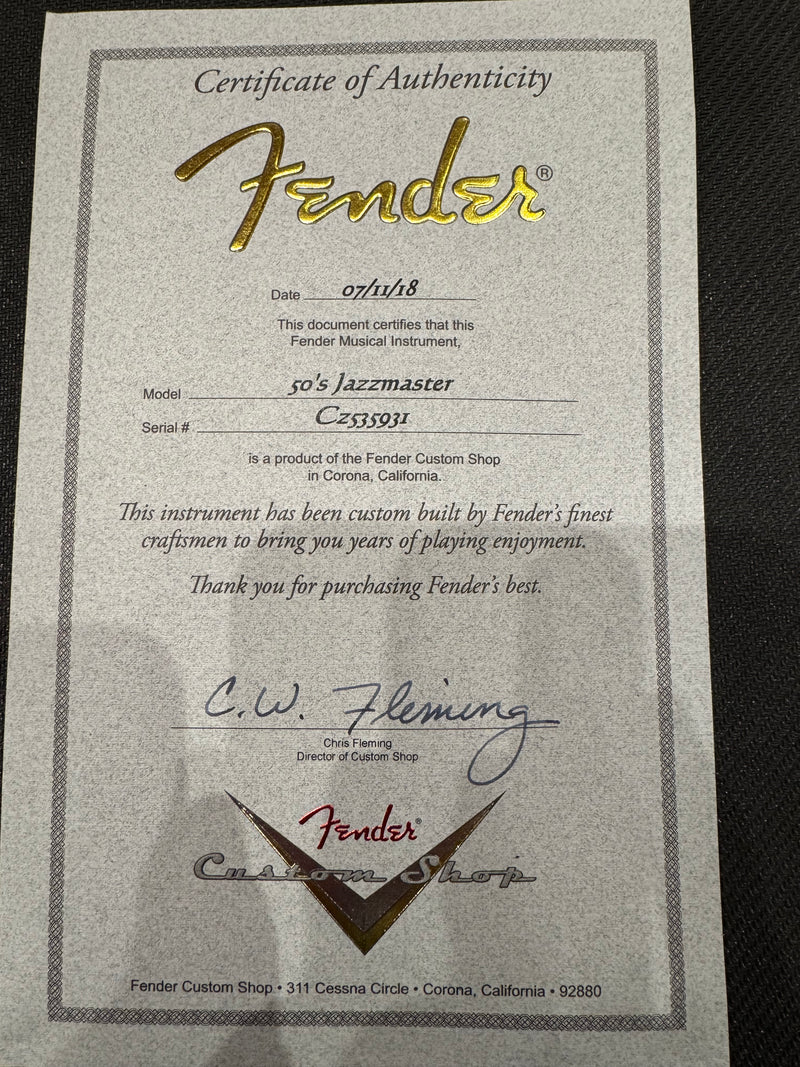 Certificate of Authenticity
Fender®
Date 07/11/18
This document certifies that this
Fender Musical Instrument,
Model 50's Jazzmaster
Serial # Cz535931
is a product of the Fender Custom Shop
in Corona, California.
This instrument has been custom built by Fender's finest
craftsmen to bring you years of playing enjoyment.
Thank you for purchasing Fender's best.
C.W. Fleming
Chris Fleming
Director of Custom Shop
Fender®
Custom Shop
Fender Custom Shop • 311 Cessna Circle • Corona, California • 92880